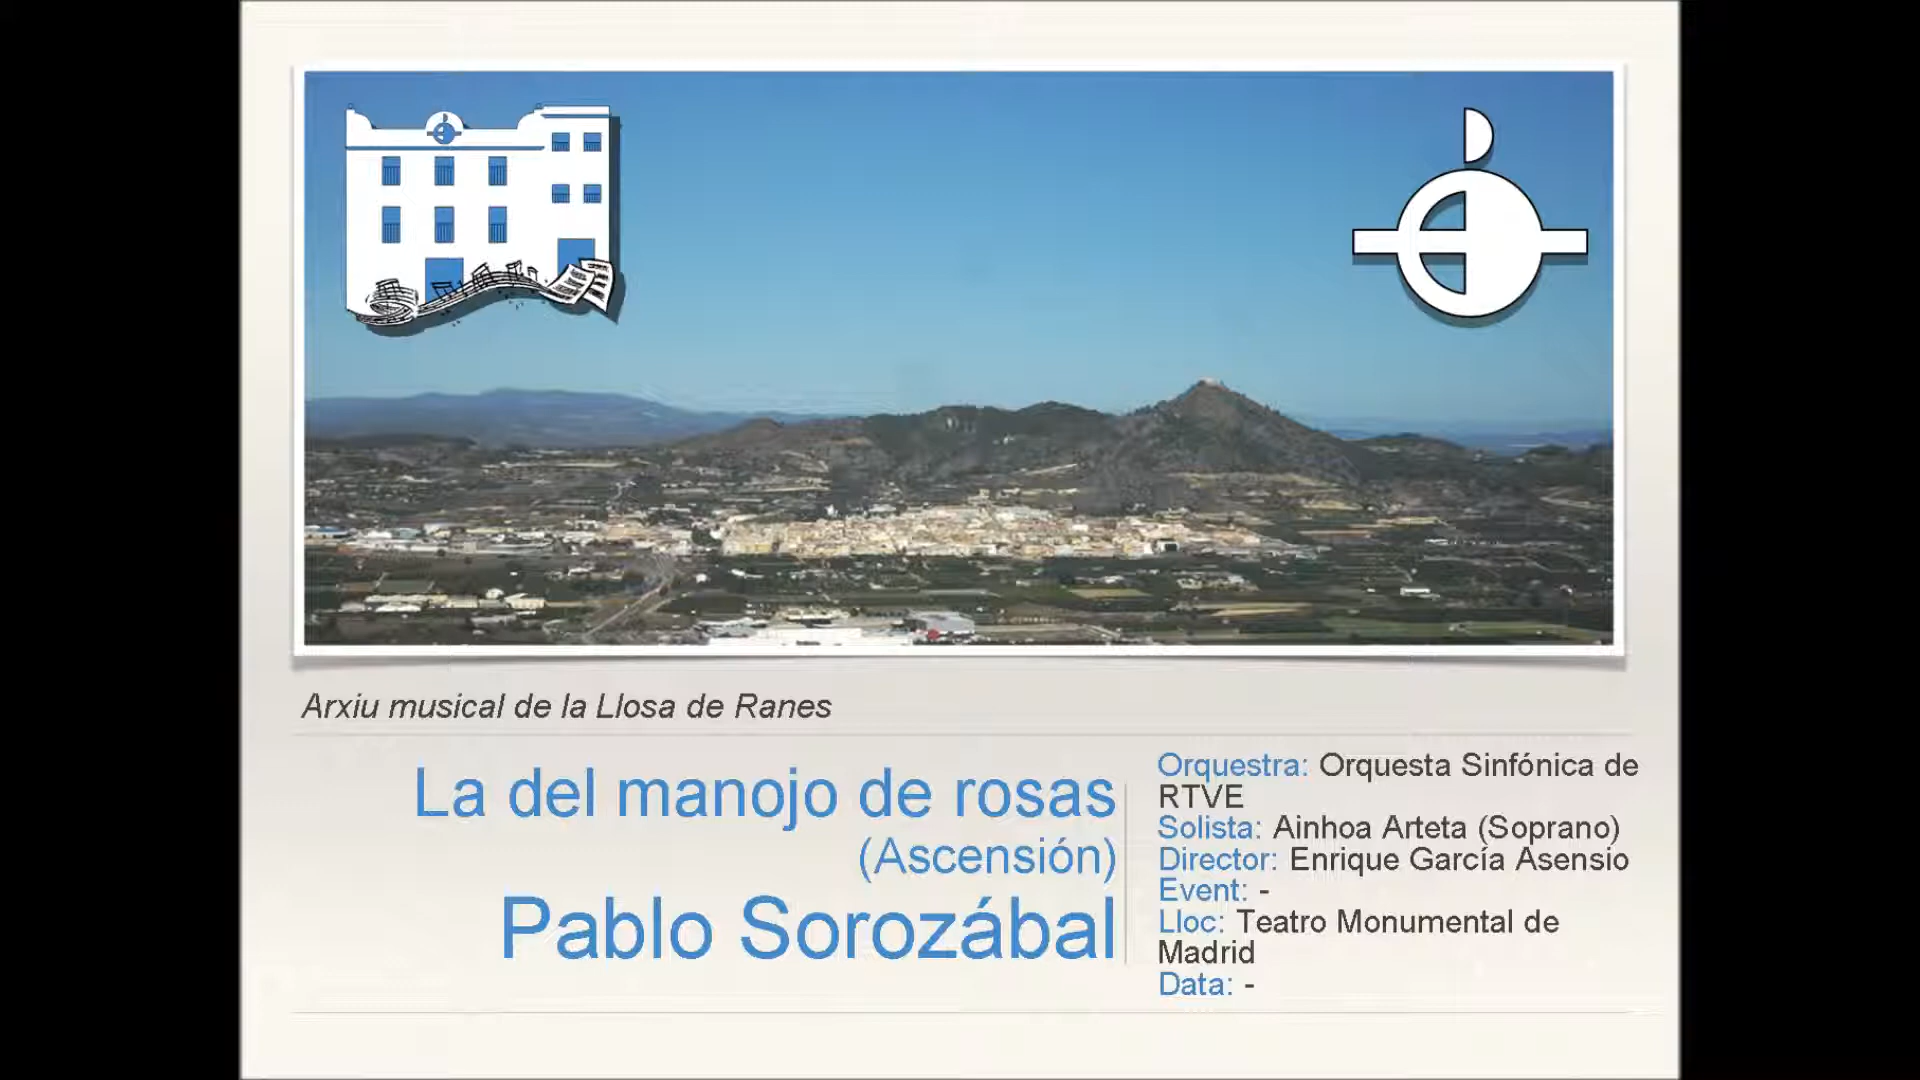 Arxiu musical de la Llosa de Ranes
La del manojo de rosas
(Ascensión)
Pablo Sorozábal
Orquestra: Orquesta Sinfónica de
RTVE
Solista: Ainhoa Arteta (Soprano)
Director: Enrique García Asensio
Event: -
Lloc: Teatro Monumental de
Madrid
Data: -